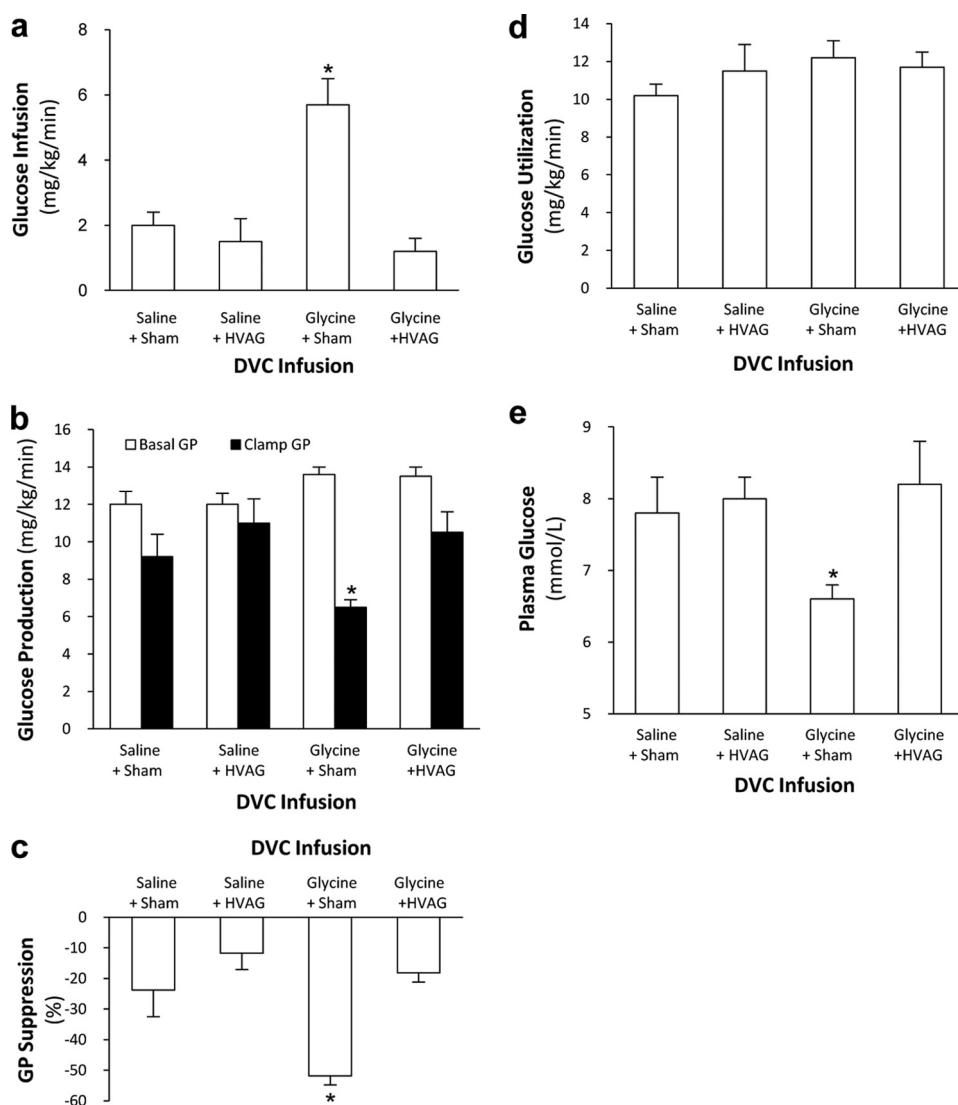 a
Glucose Infusion
(mg/kg/min)
8
6
4
2
0
*
Saline
+ Sham
Saline
+ HVAG
Glycine
+ Sham
Glycine
+HVAG
DVC Infusion
b
Glucose Production (mg/kg/min)
16
14
12
10
8
6
4
2
0
Basal GP
Clamp GP
*
Saline
+ Sham
Saline
+ HVAG
Glycine
+ Sham
Glycine
+HVAG
DVC Infusion
c
DVC Infusion
Saline
+ Sham
Saline
+ HVAG
Glycine
+ Sham
Glycine
+HVAG
GP Suppression
(%)
0
-10
-20
-30
-40
-50
-60
*
d
Glucose Utilization
(mg/kg/min)
14
12
10
8
6
4
2
0
Saline
+ Sham
Saline
+ HVAG
Glycine
+ Sham
Glycine
+HVAG
DVC Infusion
e
Plasma Glucose
(mmol/L)
9
8
7
6
5
*
Saline
+ Sham
Saline
+ HVAG
Glycine
+ Sham
Glycine
+HVAG
DVC Infusion